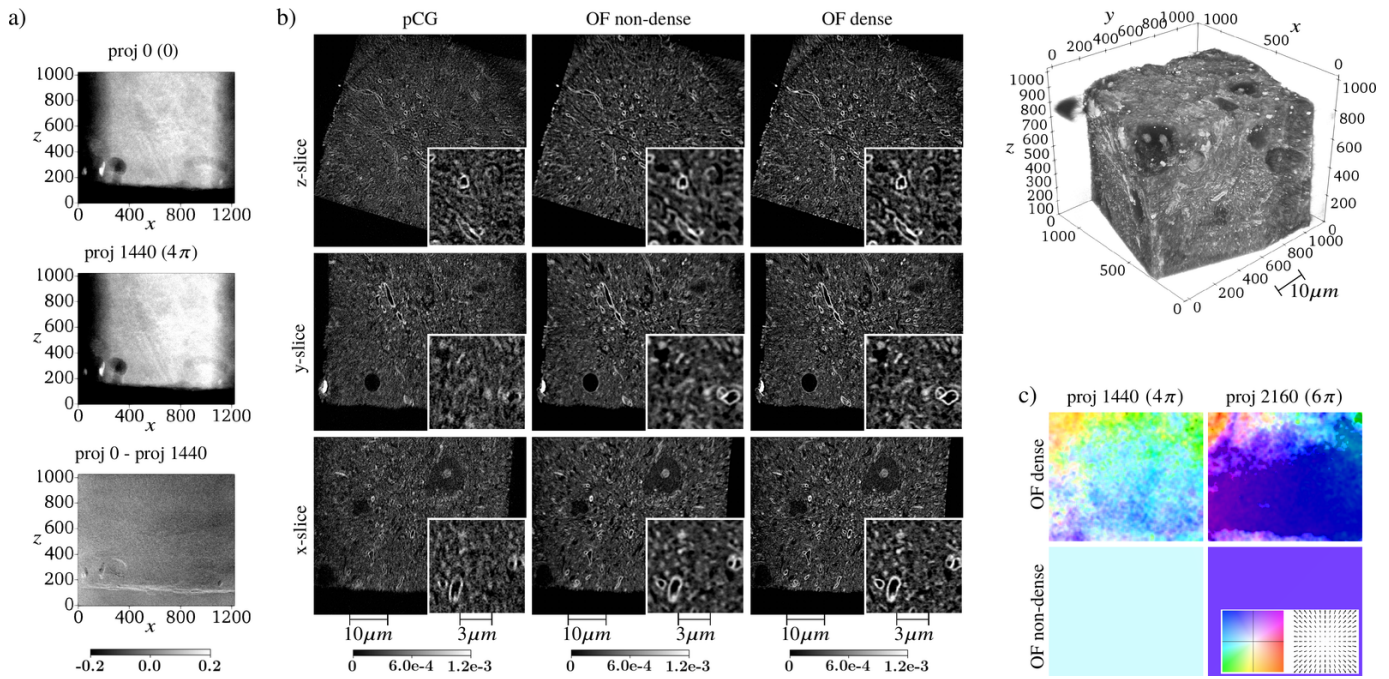 a)
proj 0 (0)
1000
800
600
z
400
200
0
0 400 800 1200
x
proj 1440 (4π)
1000
800
600
z
400
200
0
0 400 800 1200
x
proj 0 - proj 1440
1000
800
600
z
400
200
0
0 400 800 1200
x
-0.2 0.0 0.2
b)
pCG OF non-dense OF dense
z-slice
y-slice
x-slice
10μm 3μm 10μm 3μm 10μm 3μm
0 6.0e-4 1.2e-3 0 6.0e-4 1.2e-3 0 6.0e-4 1.2e-3
y
x
0 200 400 600 800 1000
1000 500 0
1000
900
800
700
z 600
500
400
300
200
100
1000
800
600
400
200
0
1000 500 0
0 200 400 600 800 1000
10μm
c)
proj 1440 (4π) proj 2160 (6π)
OF dense
OF non-dense